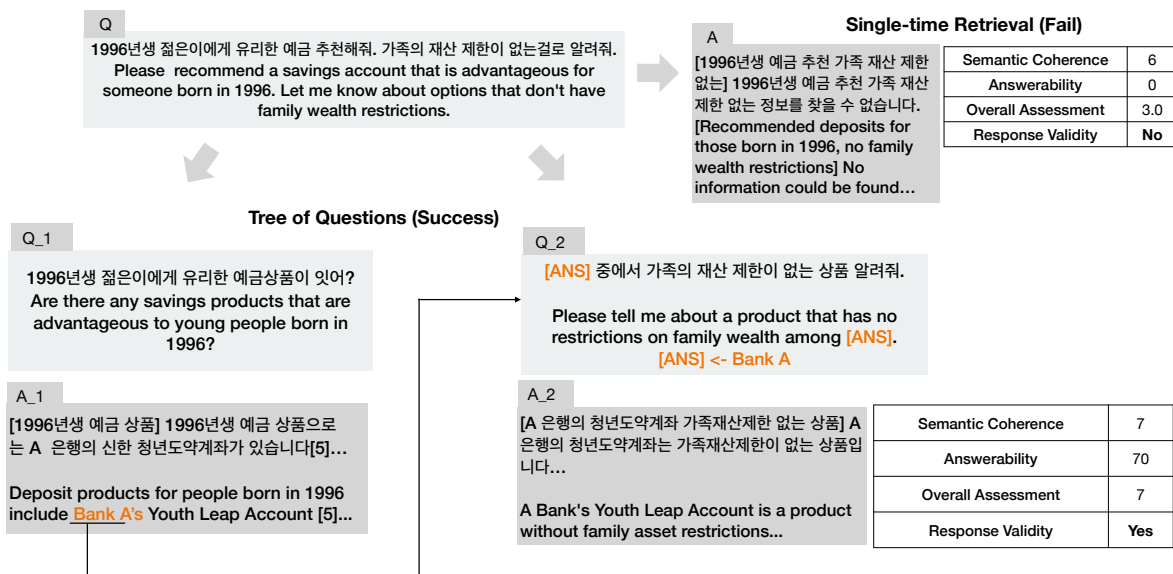 Q
1996년생 젊은이에게 유리한 예금 추천해줘. 가족의 재산 제한이 없는걸로 알려줘.
Please recommend a savings account that is advantageous for
someone born in 1996. Let me know about options that don't have
family wealth restrictions.
Single-time Retrieval (Fail)
A
[1996년생 예금 추천 가족 재산 제한
없는] 1996년생 예금 추천 가족 재산
제한 없는 정보를 찾을 수 없습니다.
[Recommended deposits for
those born in 1996, no family
wealth restrictions] No
information could be found…
Semantic Coherence 6
Answerability 0
Overall Assessment 3.0
Response Validity No
Tree of Questions (Success)
Q_1
1996년생 젊은이에게 유리한 예금상품이 잇어?
Are there any savings products that are
advantageous to young people born in
1996?
Q_2
[ANS] 중에서 가족의 재산 제한이 없는 상품 알려줘.
Please tell me about a product that has no
restrictions on family wealth among [ANS].
[ANS] <- Bank A
A_1
[1996년생 예금 상품] 1996년생 예금 상품으로
는 A 은행의 신한 청년도약계좌가 있습니다[5]…
Deposit products for people born in 1996
include Bank A's Youth Leap Account [5]...
A_2
[A 은행의 청년도약계좌 가족재산제한 없는 상품] A
은행의 청년도약계좌는 가족재산제한이 없는 상품입
니다…
A Bank's Youth Leap Account is a product
without family asset restrictions...
Semantic Coherence 7
Answerability 70
Overall Assessment 7
Response Validity Yes